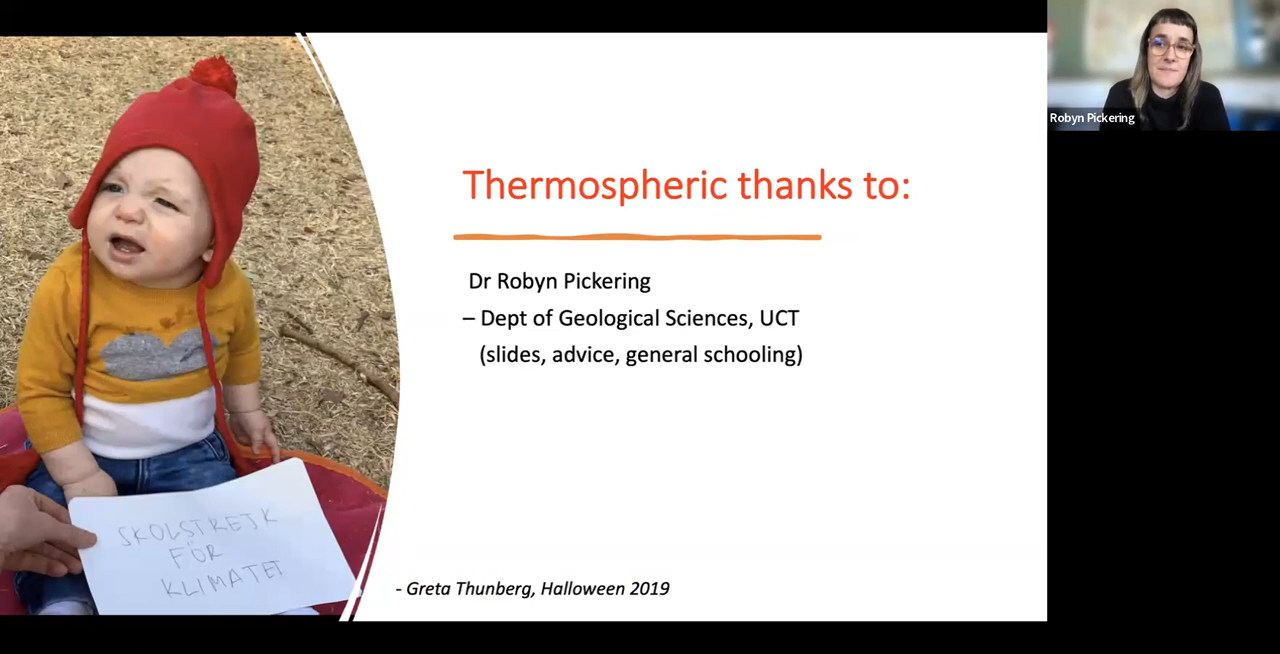 Thermospheric thanks to:
Dr Robyn Pickering
– Dept of Geological Sciences, UCT
(slides, advice, general schooling)
SKOLSTREJK
FÖR
KLIMATET
- Greta Thunberg, Halloween 2019
Robyn Pickering